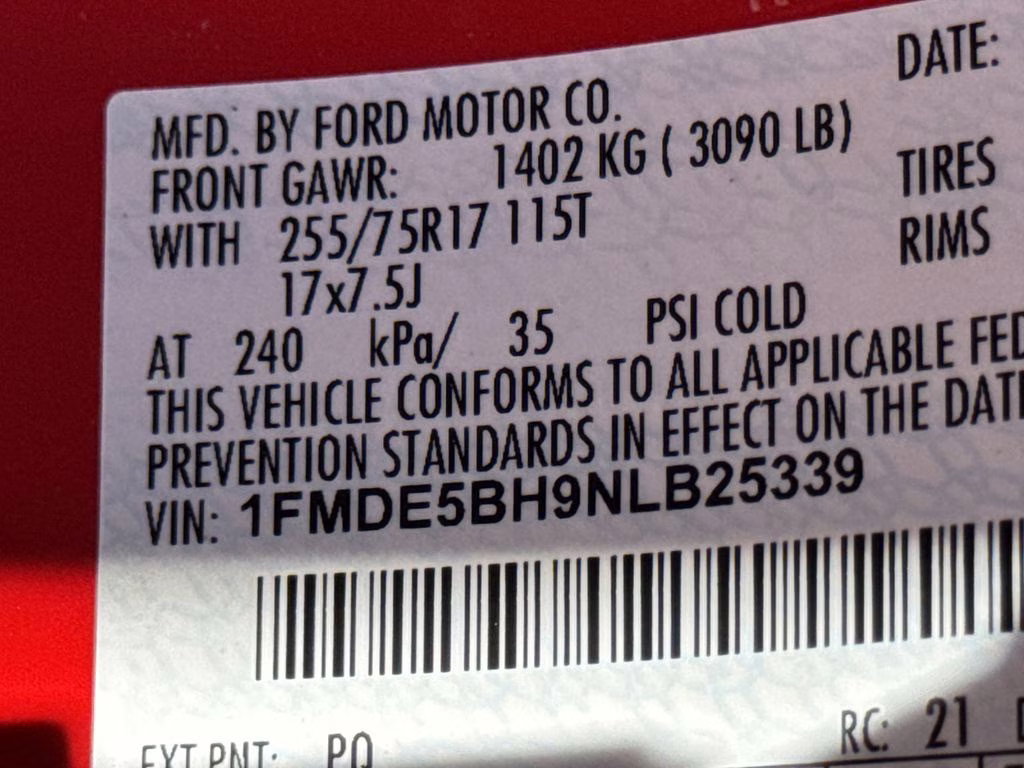 MFD. BY FORD MOTOR CO.
DATE:
FRONT GAWR: 1402 KG ( 3090 LB)
WITH 255/75R17 115T
TIRES
17x7.5J
RIMS
AT 240 kPa/ 35 PSI COLD
THIS VEHICLE CONFORMS TO ALL APPLICABLE FED
PREVENTION STANDARDS IN EFFECT ON THE DATE
VIN: 1FMDE5BH9NLB25339
EXT PNT: PQ
RC: 21